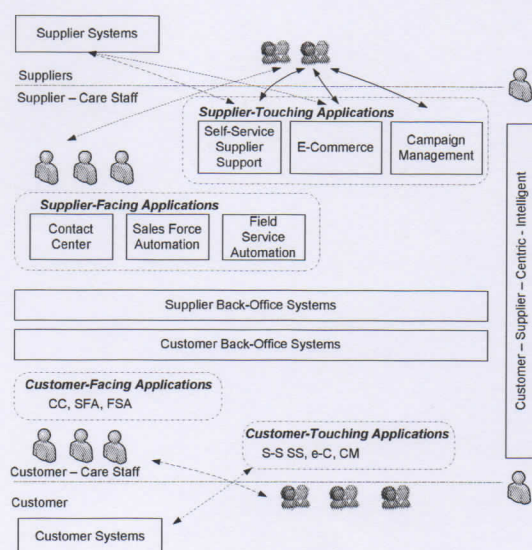 Supplier Systems
Suppliers
Supplier – Care Staff
Supplier-Touching Applications
Self-Service
Supplier
Support
E-Commerce
Campaign
Management
Supplier-Facing Applications
Contact
Center
Sales Force
Automation
Field
Service
Automation
Supplier Back-Office Systems
Customer Back-Office Systems
Customer – Supplier – Centric - Intelligent
Customer-Facing Applications
CC, SFA, FSA
Customer-Touching Applications
S-S SS, e-C, CM
Customer – Care Staff
Customer
Customer Systems